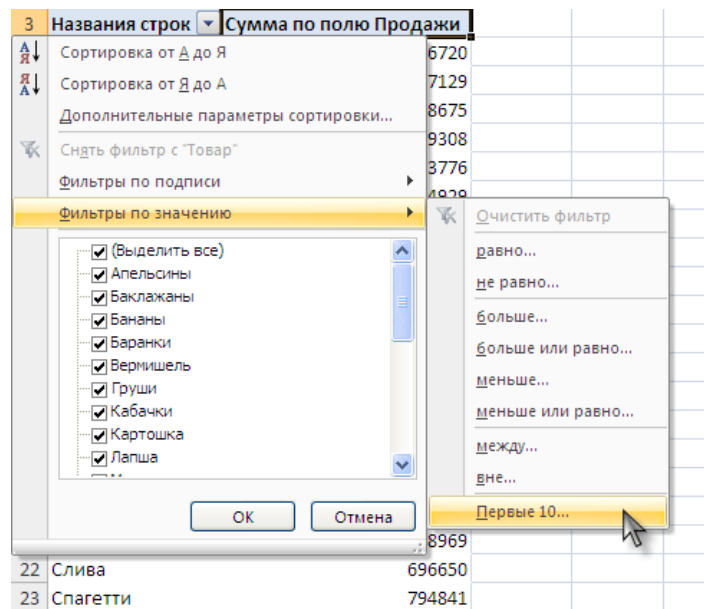 3 Названия строк Сумма по полю Продажи
Сортировка от А до Я
6720
Сортировка от Я до А
7129
Дополнительные параметры сортировки...
8675
Снять фильтр с "Товар"
9308
Фильтры по подписи
3776
4929
Фильтры по значению
Очистить фильтр
равно...
не равно...
больше...
больше или равно...
меньше...
меньше или равно...
между...
вне...
Первые 10...
(Выделить все)
Апельсины
Баклажаны
Бананы
Баранки
Вермишель
Груши
Кабачки
Картошка
Лапша
ОК Отмена
8969
22 Слива 696650
23 Спагетти 794841